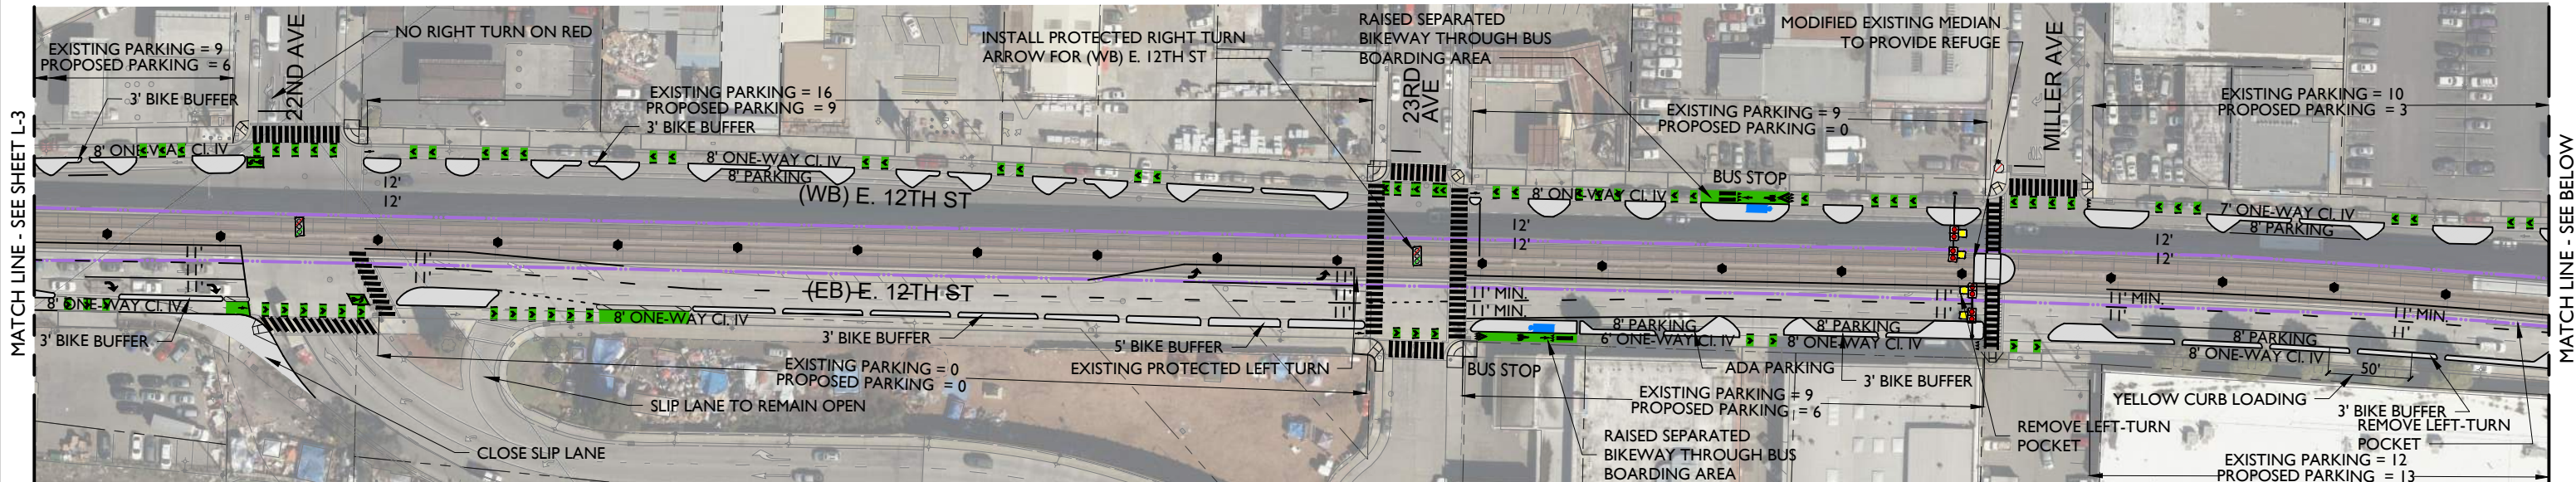 MATCH LINE - SEE SHEET L-3
EXISTING PARKING = 9
PROPOSED PARKING = 6
3' BIKE BUFFER
8' ONE-WAY Cl. IV
22ND AVE
NO RIGHT TURN ON RED
EXISTING PARKING = 16
PROPOSED PARKING = 9
3' BIKE BUFFER
8' ONE-WAY Cl. IV
8' PARKING
12'
12'
(WB) E. 12TH ST
INSTALL PROTECTED RIGHT TURN
ARROW FOR (WB) E. 12TH ST
RAISED SEPARATED
BIKEWAY THROUGH BUS
BOARDING AREA
23RD
AVE
EXISTING PARKING = 9
PROPOSED PARKING = 0
BUS STOP
8' ONE-WAY Cl. IV
12'
12'
MODIFIED EXISTING MEDIAN
TO PROVIDE REFUGE
MILLER AVE
EXISTING PARKING = 10
PROPOSED PARKING = 3
7' ONE-WAY Cl. IV
8' PARKING
12'
12'
MATCH LINE - SEE BELOW
11'
11'
8' ONE-WAY Cl. IV
3' BIKE BUFFER
11'
11'
(EB) E. 12TH ST
8' ONE-WAY Cl. IV
3' BIKE BUFFER
5' BIKE BUFFER
11'
11'
11'
EXISTING PARKING = 0
PROPOSED PARKING = 0
EXISTING PROTECTED LEFT TURN
SLIP LANE TO REMAIN OPEN
CLOSE SLIP LANE
11' MIN.
11' MIN.
11'
11'
8' PARKING
6' ONE-WAY Cl. IV
8' PARKING
8' ONE-WAY Cl. IV
BUS STOP
ADA PARKING
3' BIKE BUFFER
EXISTING PARKING = 9
PROPOSED PARKING = 6
RAISED SEPARATED
BIKEWAY THROUGH BUS
BOARDING AREA
REMOVE LEFT-TURN
POCKET
11' MIN.
11'
11' MIN.
11'
8' PARKING
8' ONE-WAY Cl. IV
50'
YELLOW CURB LOADING
3' BIKE BUFFER
REMOVE LEFT-TURN
POCKET
EXISTING PARKING = 12
PROPOSED PARKING = 13